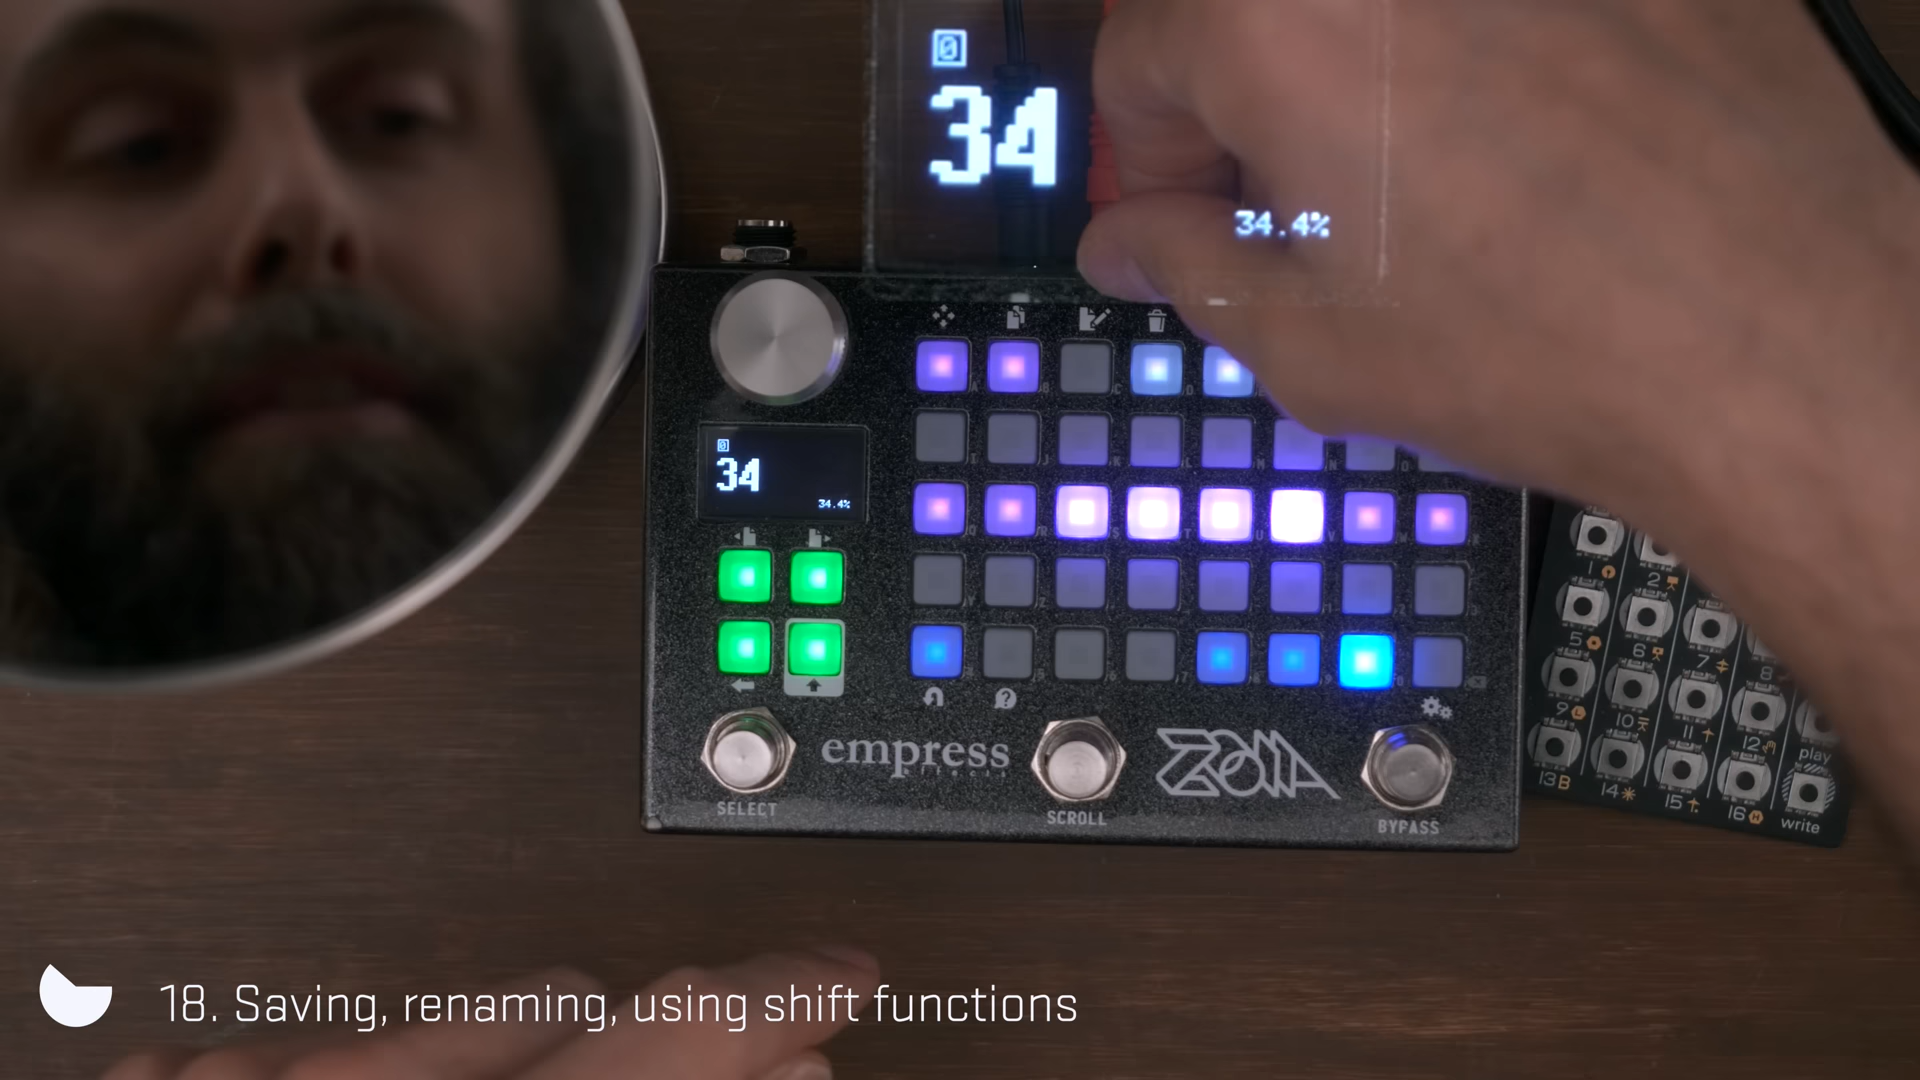 0
34
34.4%
0
34
34.4%
A
B
C
D
I
J
K
L
M
N
O
Q
R
S
T
U
V
W
Y
Z
1
2
5
6
7
8
9
10
11
12
play
13
14
15
16
write
empress
effects
ZOIA
SELECT
SCROLL
BYPASS
18. Saving, renaming, using shift functions